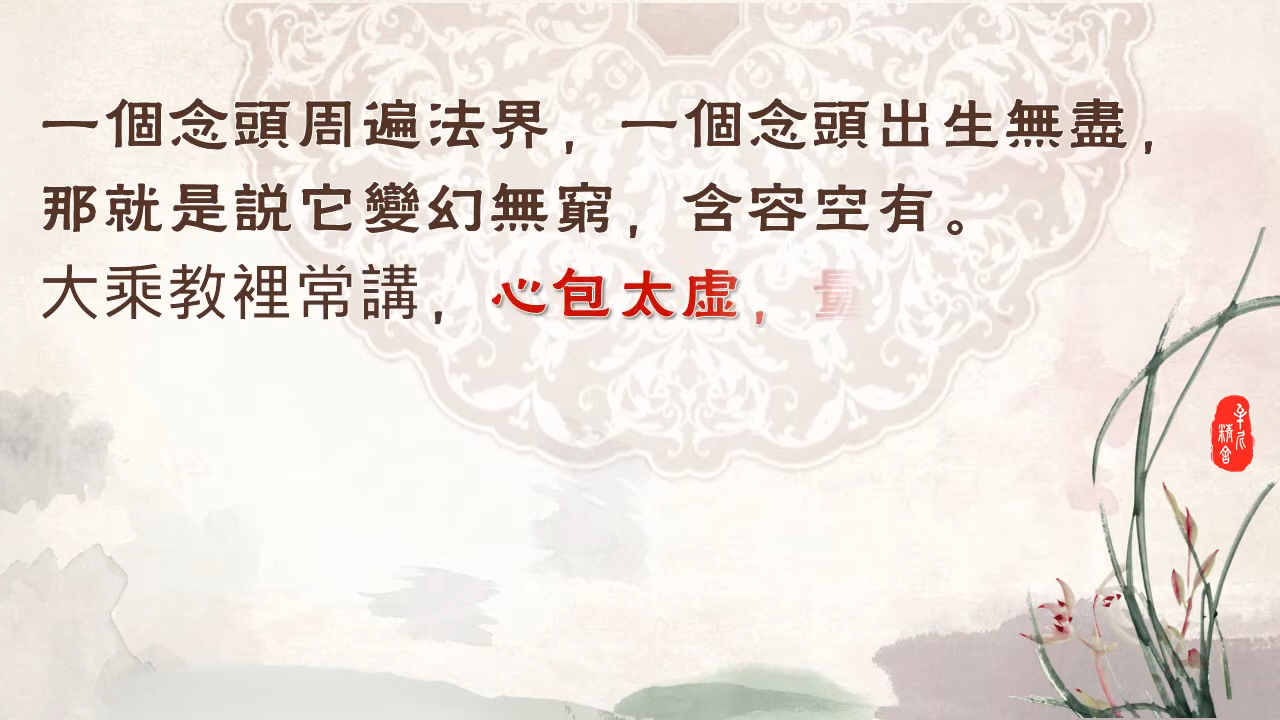 一個念頭周遍法界，一個念頭出生無盡，
那就是説它變幻無窮，含容空有。
大乘教裡常講，心包太虛，量